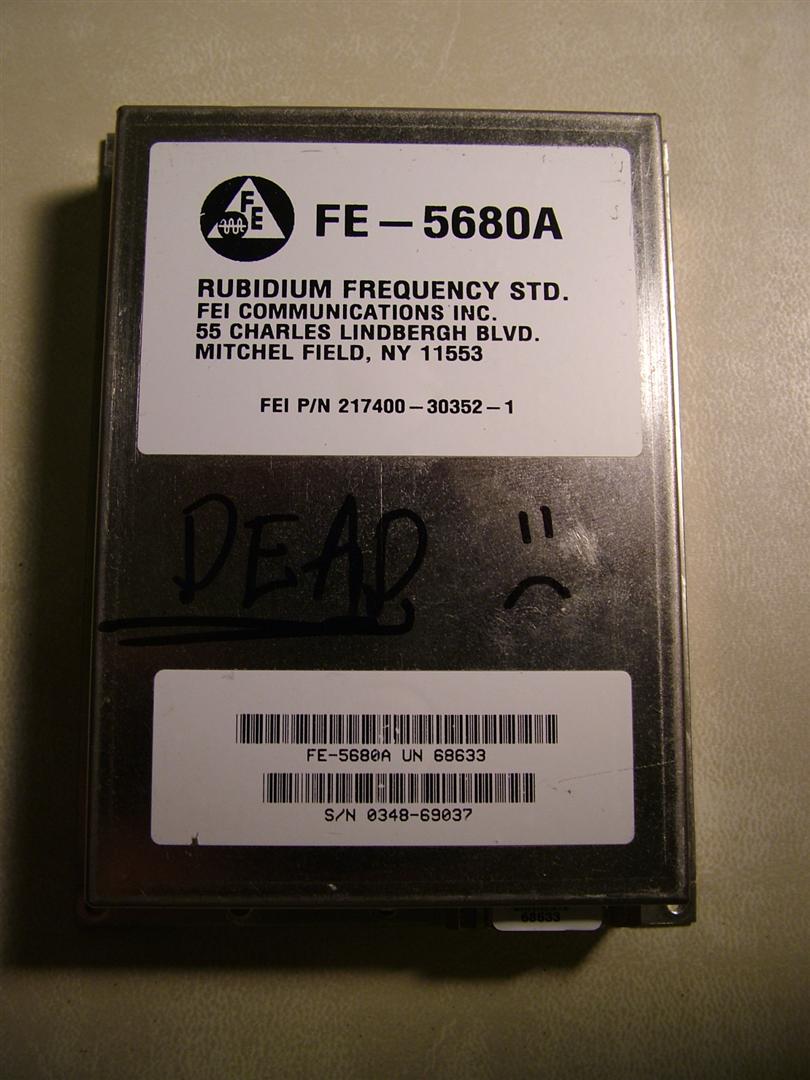 FE
FE–5680A
RUBIDIUM FREQUENCY STD.
FEI COMMUNICATIONS INC.
55 CHARLES LINDBERGH BLVD.
MITCHEL FIELD, NY 11553
FEI P/N 217400–30352–1
DEAD
FE-5680A UN 68633
S/N 0348-69037
68633